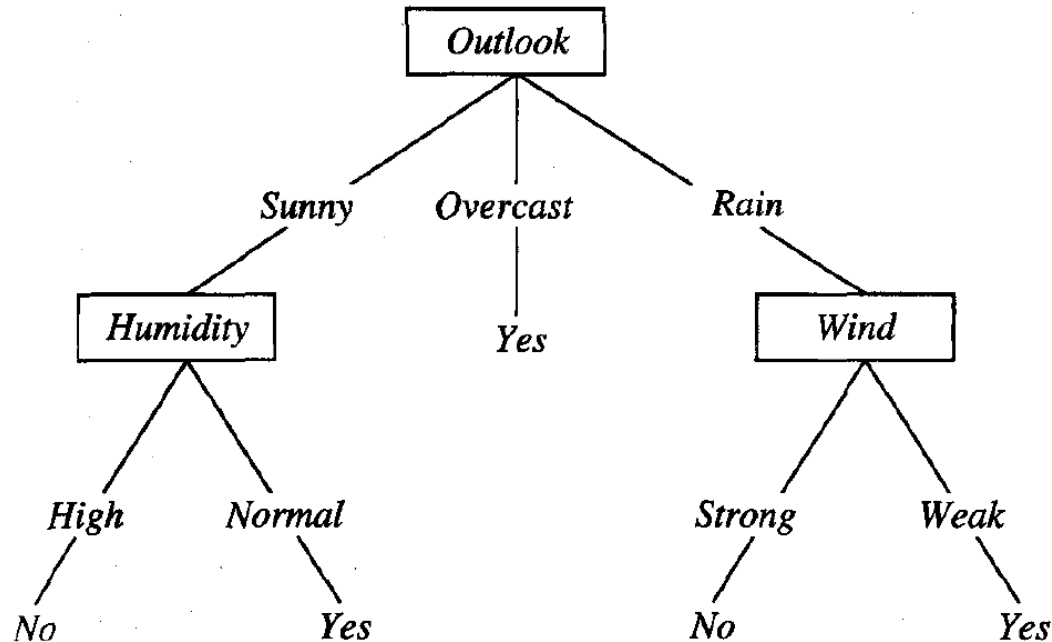 Outlook
Sunny Overcast Rain
Humidity Yes Wind
High Normal Strong Weak
No Yes No Yes